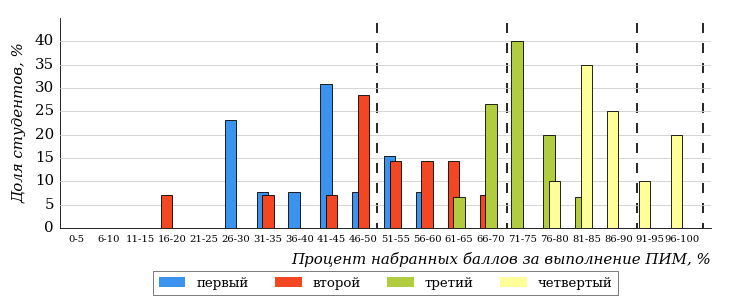 Доля студентов, %
40
35
30
25
20
15
10
5
0
0-5 6-10 11-15 16-20 21-25 26-30 31-35 36-40 41-45 46-50 51-55 56-60 61-65 66-70 71-75 76-80 81-85 86-90 91-95 96-100
Процент набранных баллов за выполнение ПИМ, %
первый второй третий четвертый